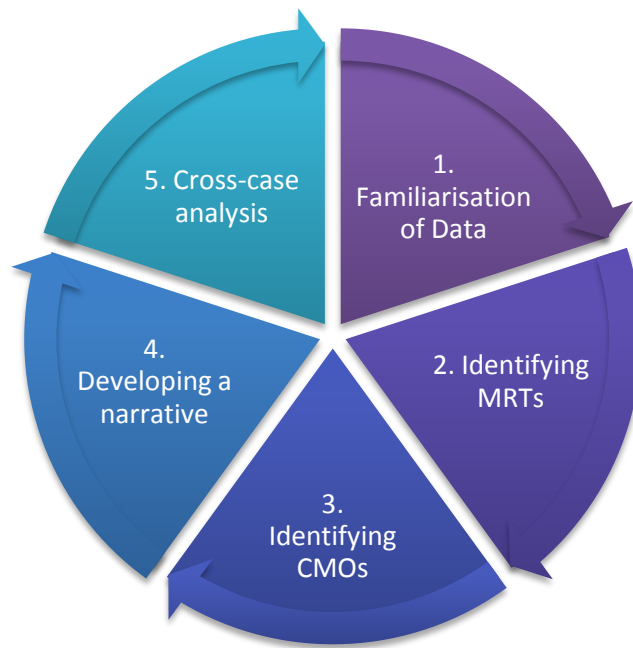 1.
Familiarisation
of Data
2. Identifying
MRTs
3.
Identifying
CMOs
4.
Developing a
narrative
5. Cross-case
analysis